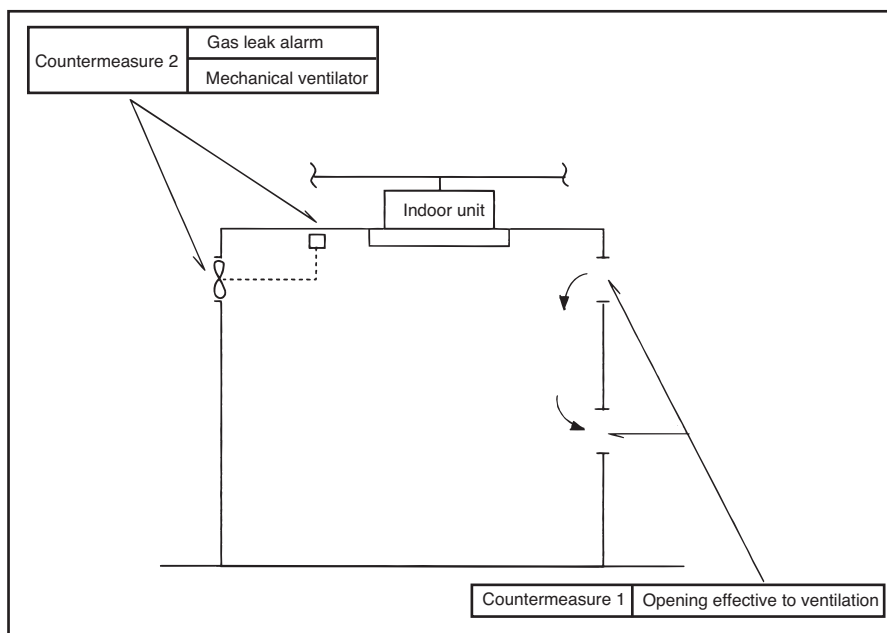 Countermeasure 2
Gas leak alarm
Mechanical ventilator
Indoor unit
Countermeasure 1
Opening effective to ventilation